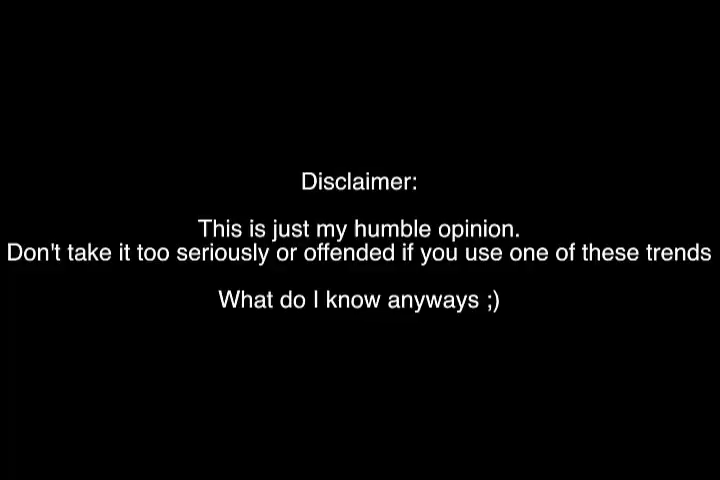 Disclaimer:
This is just my humble opinion.
Don't take it too seriously or offended if you use one of these trends
What do I know anyways ;)